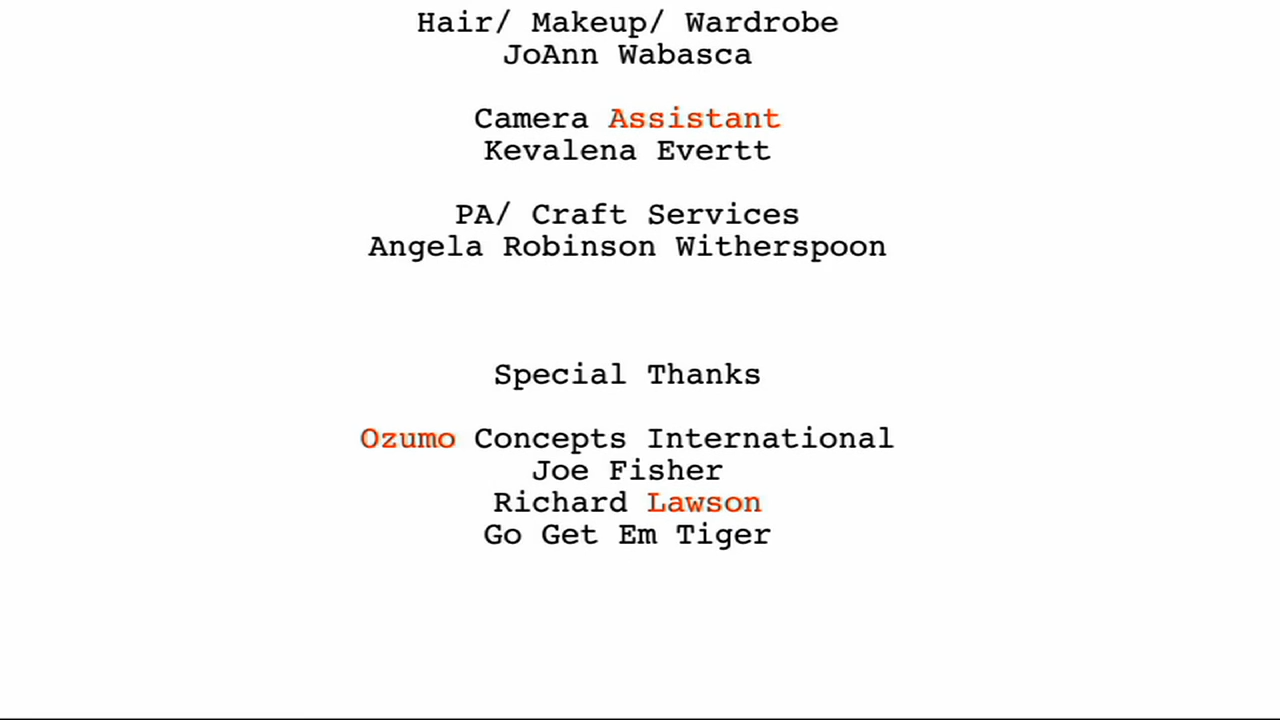 Hair/ Makeup/ Wardrobe
JoAnn Wabasca
Camera Assistant
Kevalena Evertt
PA/ Craft Services
Angela Robinson Witherspoon
Special Thanks
Ozumo Concepts International
Joe Fisher
Richard Lawson
Go Get Em Tiger